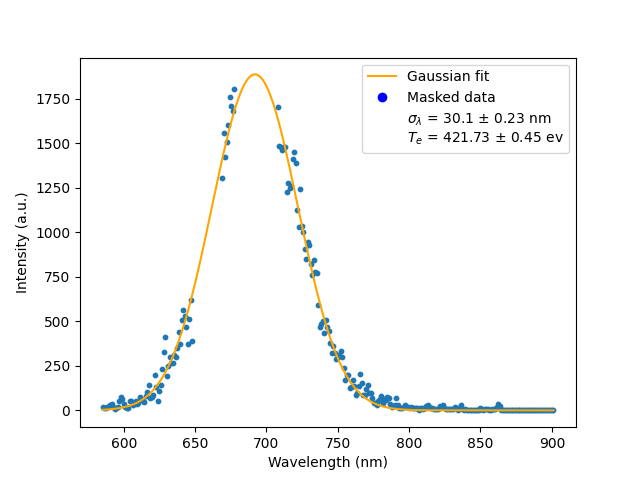 Gaussian fit
Masked data
σλ = 30.1 ± 0.23 nm
Te = 421.73 ± 0.45 ev
Intensity (a.u.)
1750
1500
1250
1000
750
500
250
0
600 650 700 750 800 850 900
Wavelength (nm)